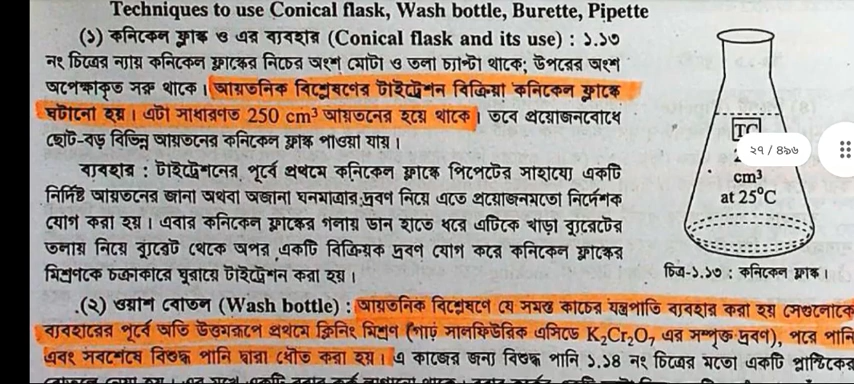 Techniques to use Conical flask, Wash bottle, Burette, Pipette
(১) কনিকেল ফ্লাস্ক ও এর ব্যবহার (Conical flask and its use) : ১.১৩
নং চিত্রের ন্যায় কনিকেল ফ্লাস্কের নিচের অংশ মোটা ও তলা চ্যাপ্টা থাকে; উপরের অংশ
অপেক্ষাকৃত সরু থাকে। আয়তনিক বিশ্লেষণের টাইট্রেশন বিক্রিয়া কনিকেল ফ্লাস্কে
ঘটানো হয়। এটা সাধারণত 250 cm³ আয়তনের হয়ে থাকে। তবে প্রয়োজনবোধে
ছোট-বড় বিভিন্ন আয়তনের কনিকেল ফ্লাস্ক পাওয়া যায়।
ব্যবহার : টাইট্রেশনের পূর্বে প্রথমে কনিকেল ফ্লাস্কে পিপেটের সাহায্যে একটি
নির্দিষ্ট আয়তনের জানা অথবা অজানা ঘনমাত্রার দ্রবণ নিয়ে এতে প্রয়োজনমতো নির্দেশক
যোগ করা হয়। এবার কনিকেল ফ্লাস্কের গলায় ডান হাতে ধরে এটিকে খাড়া ব্যুরেটের
তলায় নিয়ে ব্যুরেট থেকে অপর একটি বিক্রিয়ক দ্রবণ যোগ করে কনিকেল ফ্লাস্কের
মিশ্রণকে চক্রাকারে ঘুরায়ে টাইট্রেশন করা হয়।
TC
২৭ / ৪৯৬
cm³
at 25°C
চিত্র-১.১৩ : কনিকেল ফ্লাস্ক।
(২) ওয়াশ বোতল (Wash bottle) : আয়তনিক বিশ্লেষণে যে সমস্ত কাচের যন্ত্রপাতি ব্যবহার করা হয় সেগুলোকে
ব্যবহারের পূর্বে অতি উত্তমরূপে প্রথমে ক্লিনিং মিশ্রণ (গাঢ় সালফিউরিক এসিডে K₂Cr₂O₇ এর সম্পৃক্ত দ্রবণ), পরে পানি
এবং সবশেষে বিশুদ্ধ পানি দ্বারা ধৌত করা হয়। এ কাজের জন্য বিশুদ্ধ পানি ১.১৪ নং চিত্রের মতো একটি প্লাস্টিকের